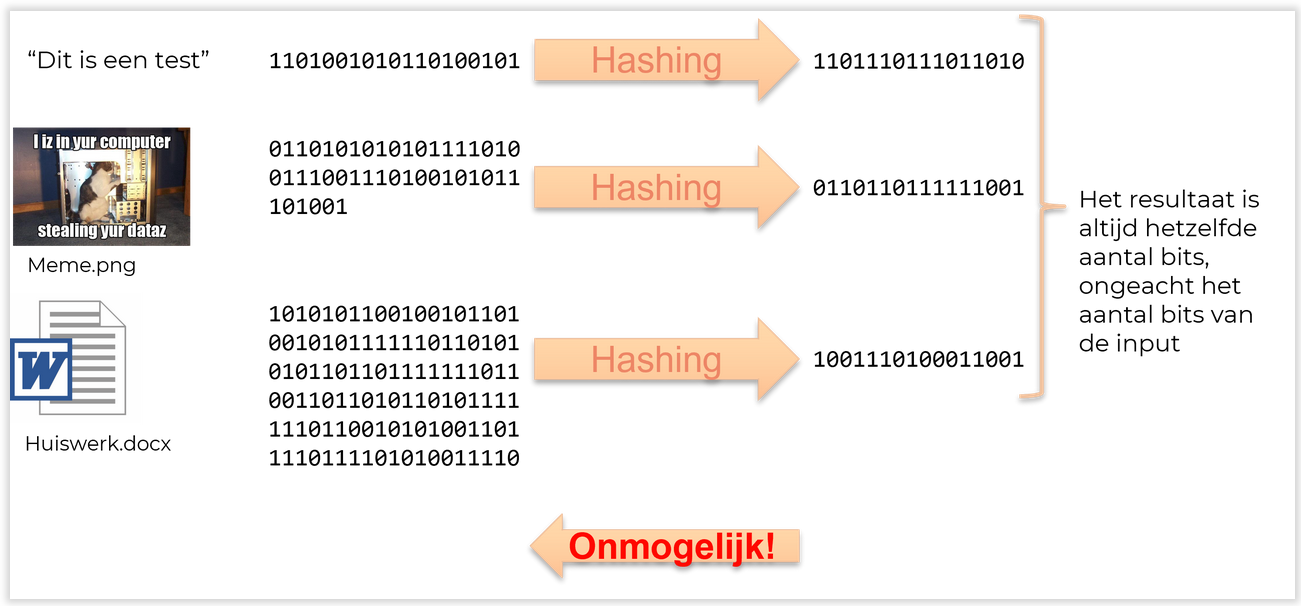 “Dit is een test”
1101001010110100101
Hashing
1101110111011010
I iz in yur computer
stealing yur dataz
Meme.png
0110101010101111010
0111001110100101011
101001
Hashing
0110110111111001
W
Huiswerk.docx
1010101100100101101
0010101111110110101
0101101101111111011
0011011010110101111
1110110010101001101
1110111101010011110
Hashing
1001110100011001
Het resultaat is
altijd hetzelfde
aantal bits,
ongeacht het
aantal bits van
de input
Onmogelijk!